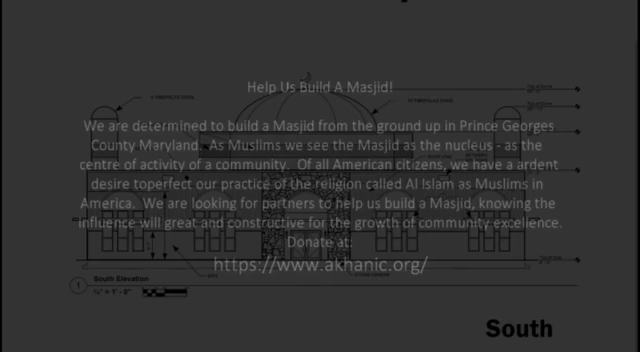 Help Us Build A Masjid!
We are determined to build a Masjid from the ground up in Prince Georges
County Maryland. As Muslims we see the Masjid as the nucleus - as the
centre of activity of a community. Of all American citizens, we have a ardent
desire toperfect our practice of the religion called Al Islam as Muslims in
America. We are looking for partners to help us build a Masjid, knowing the
influence will great and constructive for the growth of community excellence.
Donate at:
https://www.akhanic.org/
1 South Elevation
South